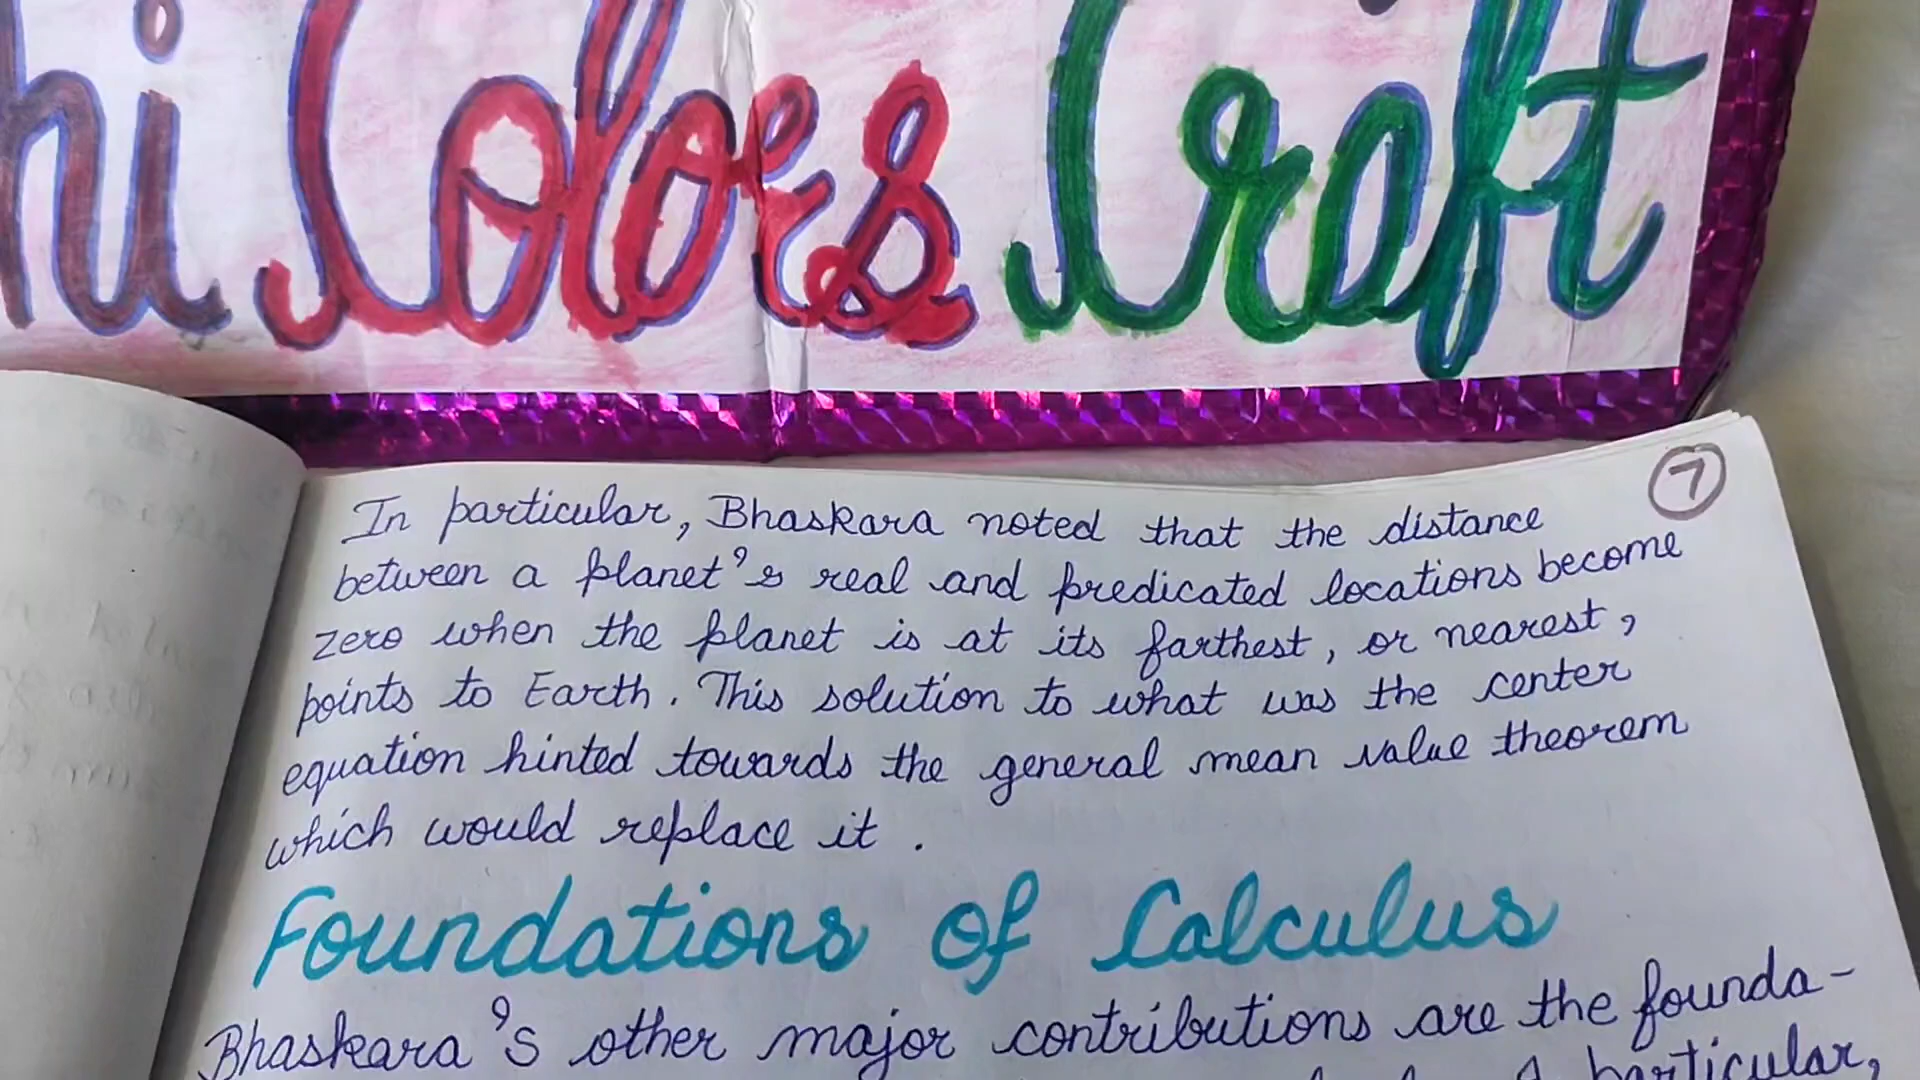 hi Colors Craft
7
In particular, Bhaskara noted that the distance
between a planet's real and predicated locations become
zero when the planet is at its farthest, or nearest,
points to Earth. This solution to what was the center
equation hinted towards the general mean value theorem
which would replace it.
Foundations of Calculus
Bhaskara's other major contributions are the founda-
particular,